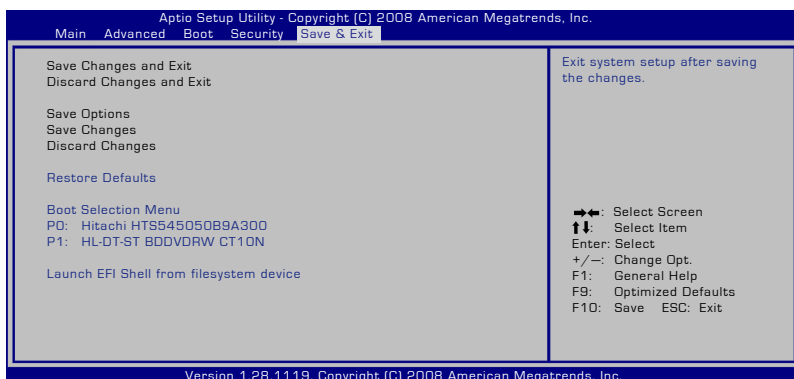 Aptio Setup Utility - Copyright (C) 2008 American Megatrends, Inc.
Main Advanced Boot Security Save & Exit
Save Changes and Exit
Discard Changes and Exit
Save Options
Save Changes
Discard Changes
Restore Defaults
Boot Selection Menu
P0: Hitachi HTS545050B9A300
P1: HL-DT-ST BDDVDRW CT10N
Launch EFI Shell from filesystem device
Exit system setup after saving
the changes.
→←: Select Screen
↑↓: Select Item
Enter: Select
+/—: Change Opt.
F1: General Help
F9: Optimized Defaults
F10: Save ESC: Exit
Version 1.28.1119. Copyright (C) 2008 American Megatrends, Inc.